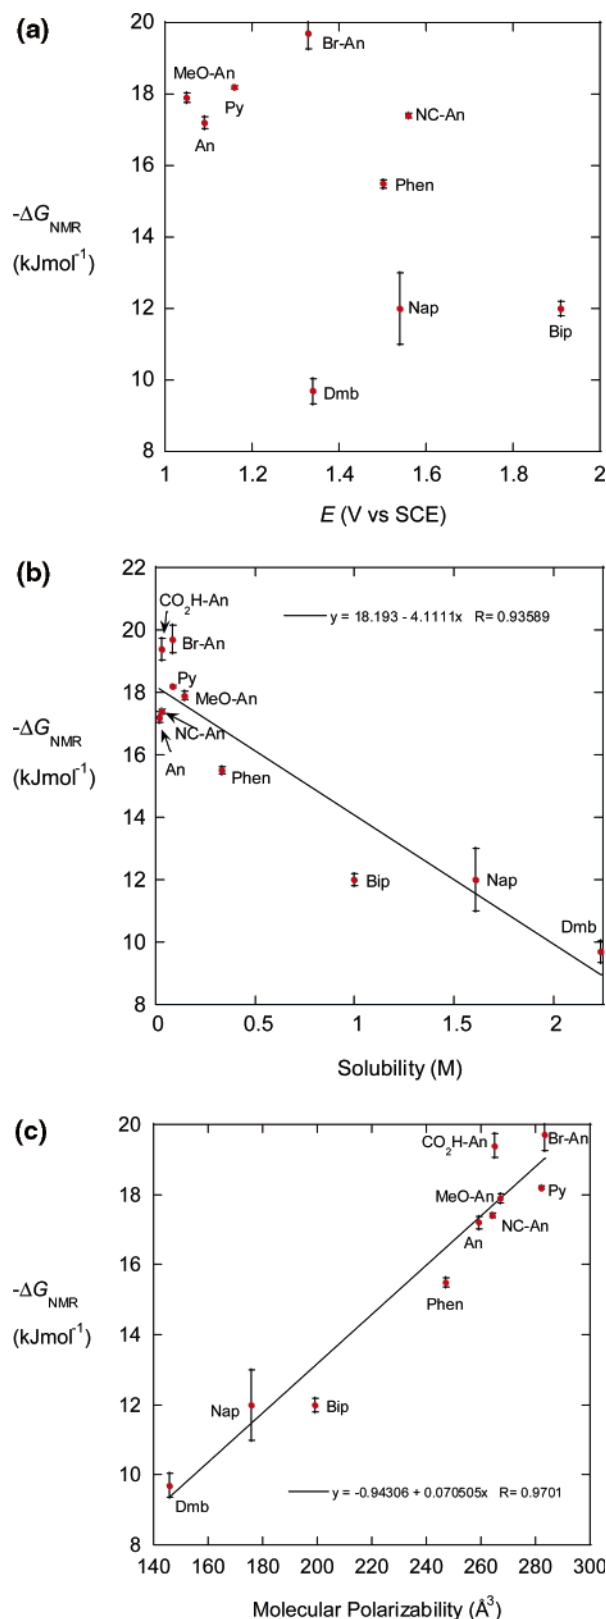 (a)
20
18
16
14
12
10
8
-ΔG_NMR
(kJmol⁻¹)
Br-An
MeO-An
Py
An
NC-An
Phen
Nap
Bip
Dmb
1 1.2 1.4 1.6 1.8 2
E (V vs SCE)
(b)
22
20
18
16
14
12
10
8
-ΔG_NMR
(kJmol⁻¹)
CO₂H-An
y = 18.193 - 4.1111x R= 0.93589
Br-An
Py
MeO-An
NC-An
An
Phen
Bip
Nap
Dmb
0 0.5 1 1.5 2
Solubility (M)
(c)
20
18
16
14
12
10
8
-ΔG_NMR
(kJmol⁻¹)
CO₂H-An
Br-An
MeO-An
Py
An
NC-An
Phen
Nap
Bip
Dmb
y = -0.94306 + 0.070505x R= 0.9701
140 160 180 200 220 240 260 280 300
Molecular Polarizability (Å³)